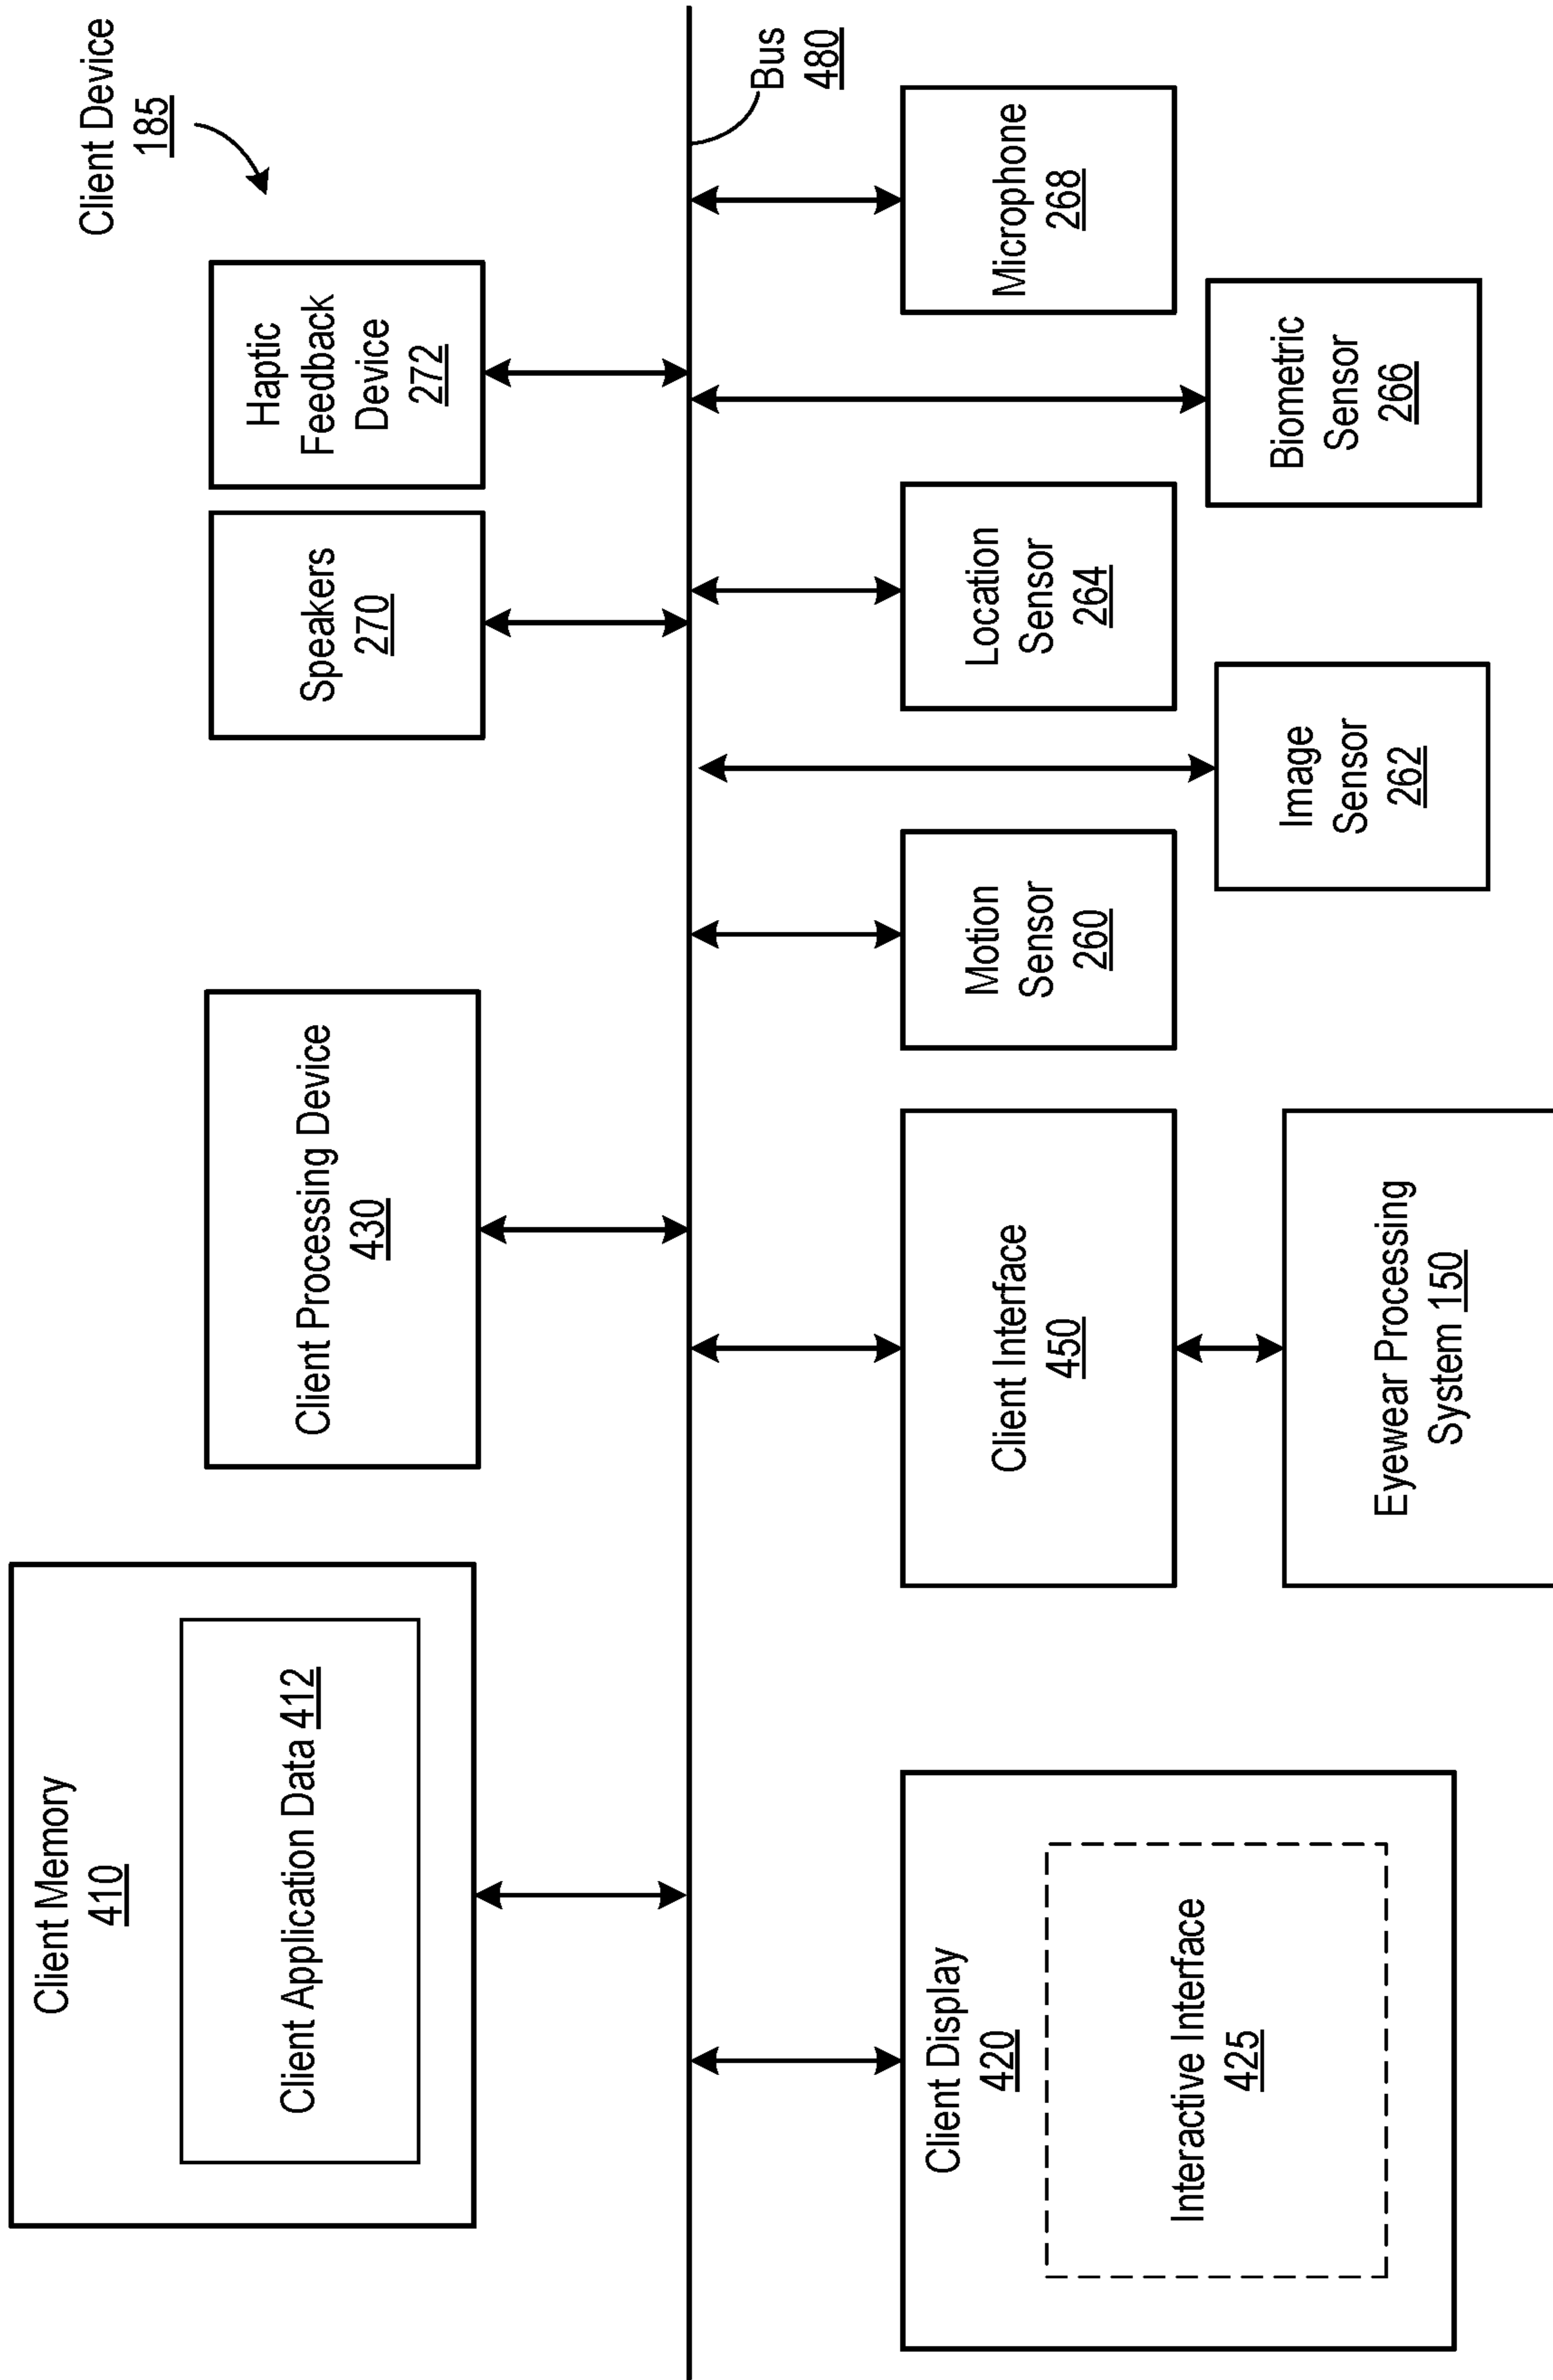 Client Device
185
Client Memory
410
Client Application Data 412
Client Processing Device
430
Speakers
270
Haptic
Feedback
Device
272
Bus
480
Client Display
420
Interactive Interface
425
Client Interface
450
Eyewear Processing
System 150
Motion
Sensor
260
Image
Sensor
262
Location
Sensor
264
Biometric
Sensor
266
Microphone
268